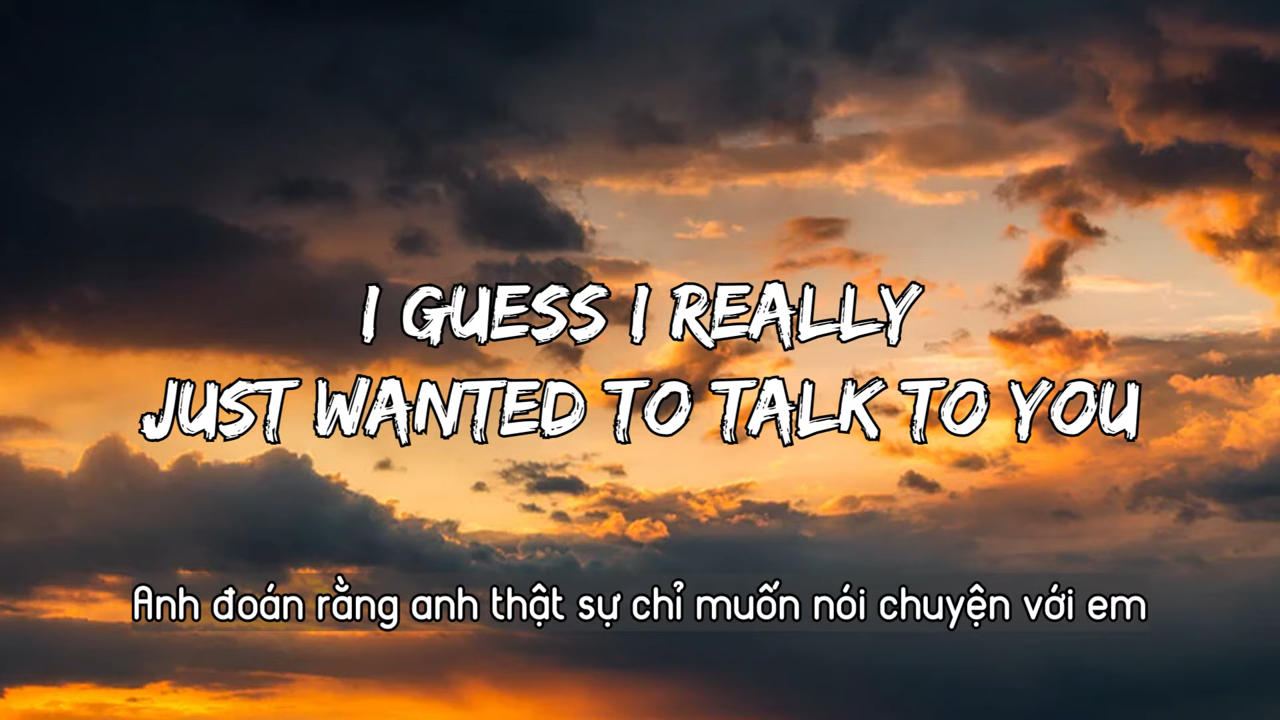 I GUESS I REALLY
JUST WANTED TO TALK TO YOU
Anh đoán rằng anh thật sự chỉ muốn nói chuyện với em